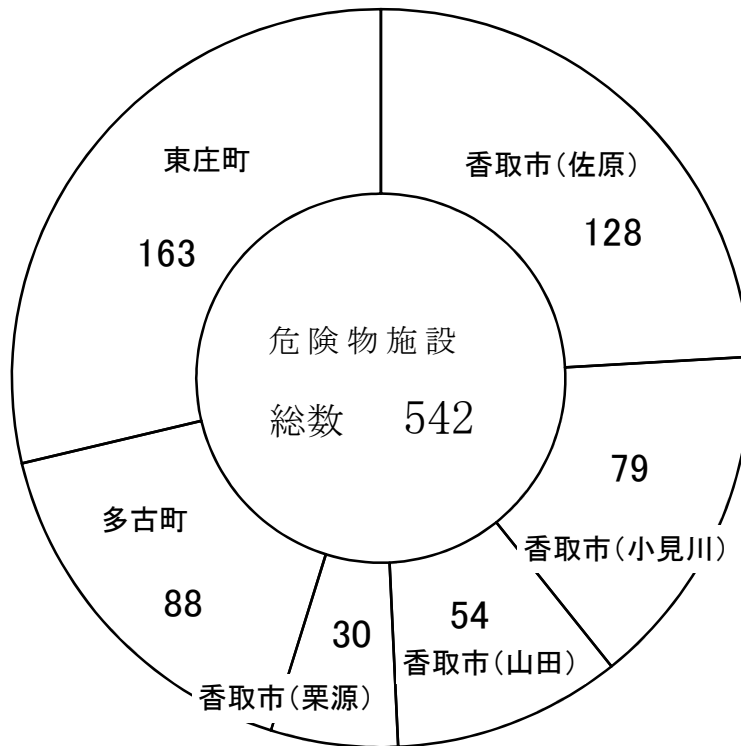 東庄町
163
香取市(佐原)
128
危険物施設
総数 542
79
香取市(小見川)
54
香取市(山田)
30
香取市(栗源)
多古町
88